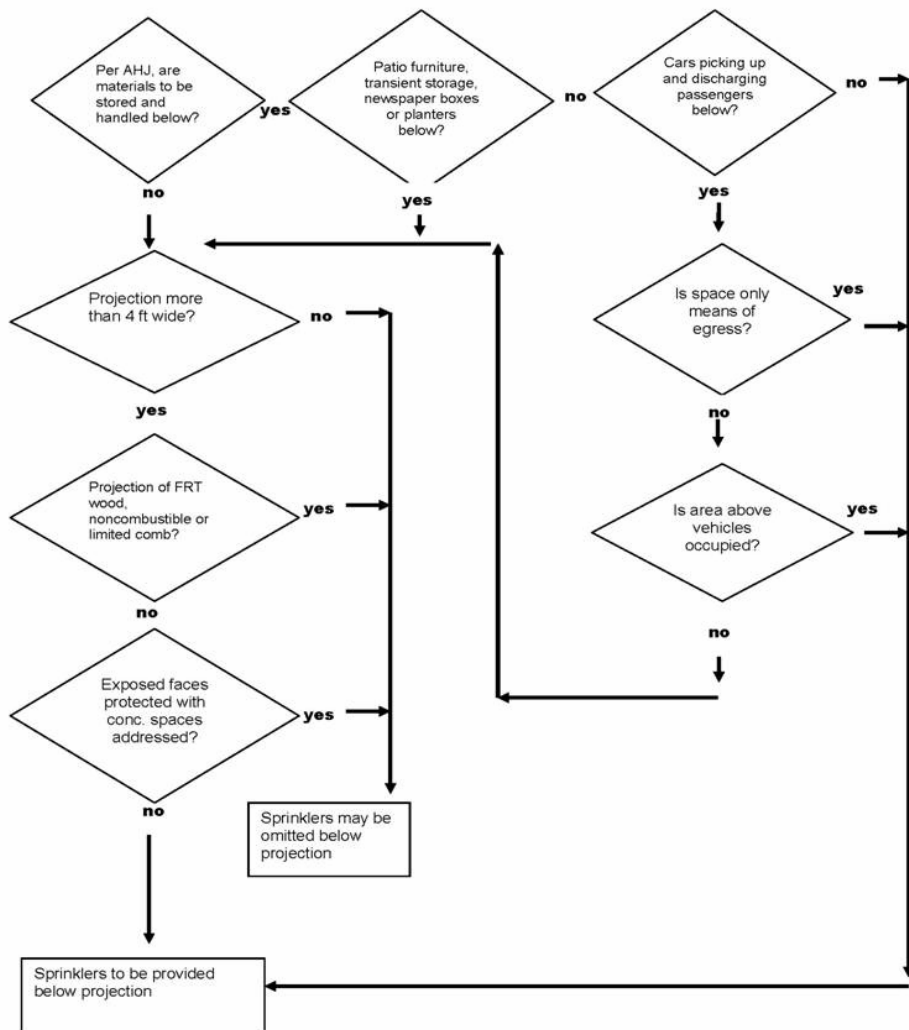 Per AHJ, are
materials to be
stored and
handled below?
yes
no
Patio furniture,
transient storage,
newspaper boxes
or planters
below?
no
yes
Cars picking up
and discharging
passengers
below?
no
yes
Projection more
than 4 ft wide?
no
yes
Is space only
means of
egress?
yes
no
Projection of FRT
wood,
noncombustible or
limited comb?
yes
no
Is area above
vehicles
occupied?
yes
no
Exposed faces
protected with
conc. spaces
addressed?
yes
no
Sprinklers may be
omitted below
projection
Sprinklers to be provided
below projection